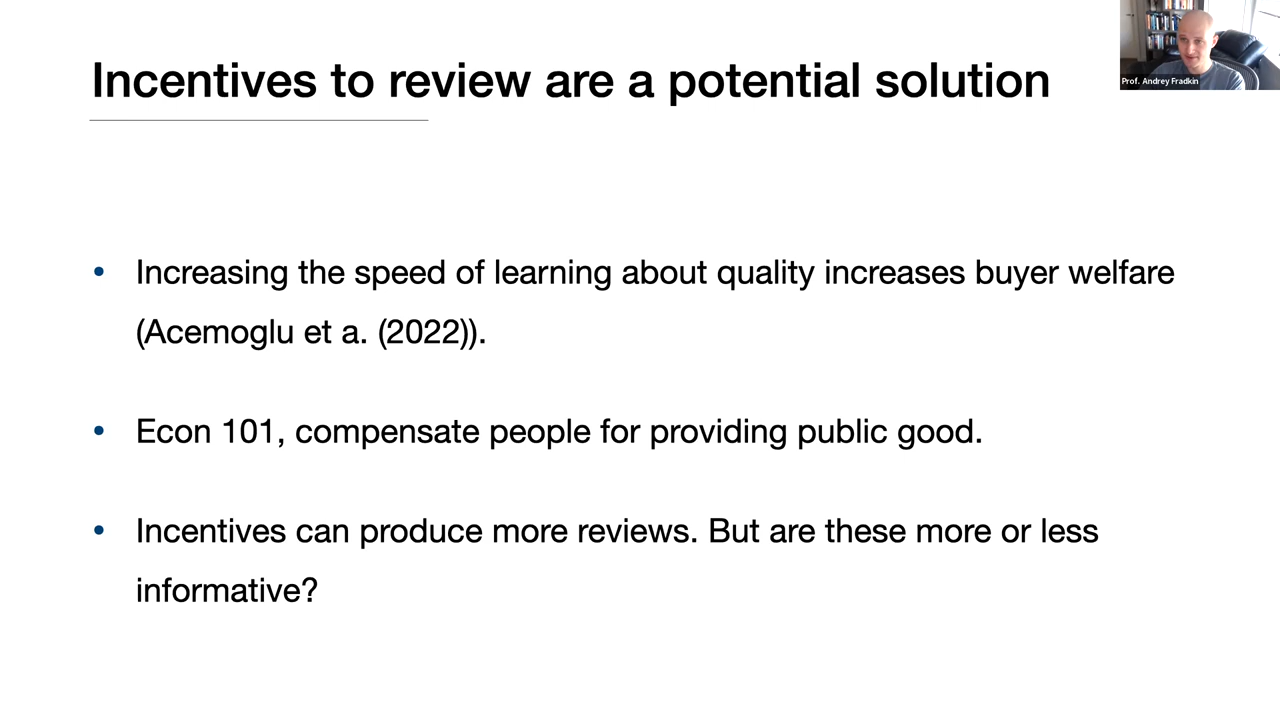 Incentives to review are a potential solution
Prof. Andrey Fradkin
• Increasing the speed of learning about quality increases buyer welfare
(Acemoglu et a. (2022)).
• Econ 101, compensate people for providing public good.
• Incentives can produce more reviews. But are these more or less
informative?